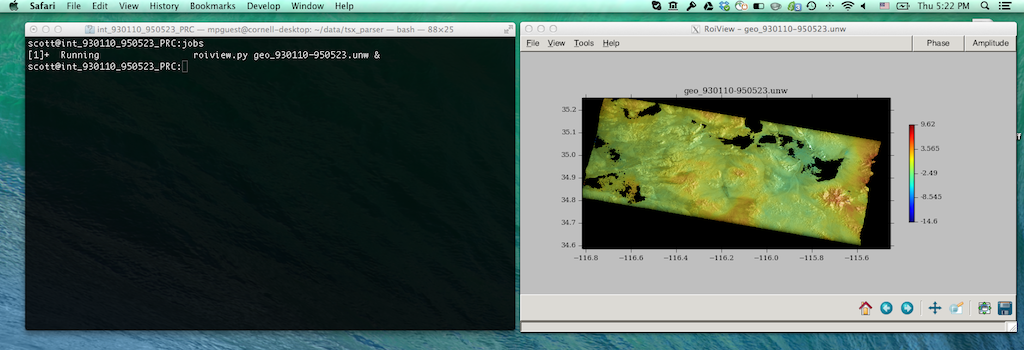 Safari File Edit View History Bookmarks Develop Window Help
Thu 5:22 PM
int_930110_950523_PRC — mpguest@cornell-desktop: ~/data/tsx_parser — bash — 88×25
scott@int_930110_950523_PRC:jobs
[1]+ Running roiview.py geo_930110-950523.unw &
scott@int_930110_950523_PRC:
RoiView - geo_930110-950523.unw
File View Tools Help
Phase Amplitude
geo_930110-950523.unw
35.2
35.1
35.0
34.9
34.8
34.7
34.6
−116.8 −116.6 −116.4 −116.2 −116.0 −115.8 −115.6
9.62
3.565
-2.49
-8.545
-14.6